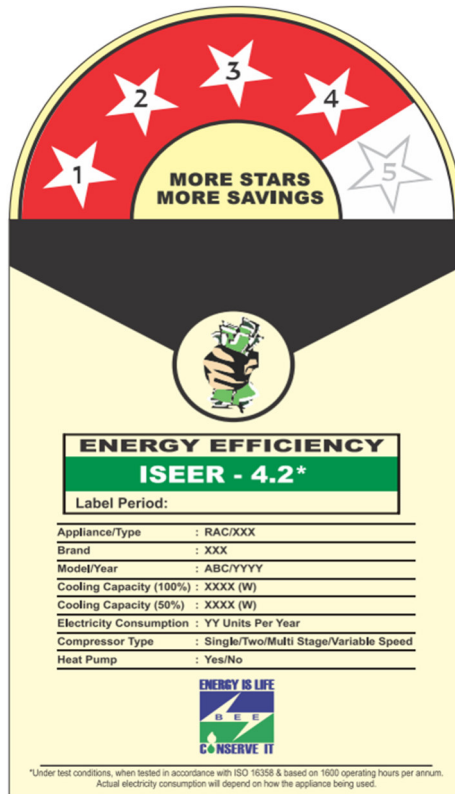 1 2 3 4 5
MORE STARS
MORE SAVINGS
ENERGY EFFICIENCY
ISEER - 4.2*
Label Period:
Appliance/Type : RAC/XXX
Brand : XXX
Model/Year : ABC/YYYY
Cooling Capacity (100%) : XXXX (W)
Cooling Capacity (50%) : XXXX (W)
Electricity Consumption : YY Units Per Year
Compressor Type : Single/Two/Multi Stage/Variable Speed
Heat Pump : Yes/No
ENERGY IS LIFE
BEE
CONSERVE IT
*Under test conditions, when tested in accordance with ISO 16358 & based on 1600 operating hours per annum.
Actual electricity consumption will depend on how the appliance being used.